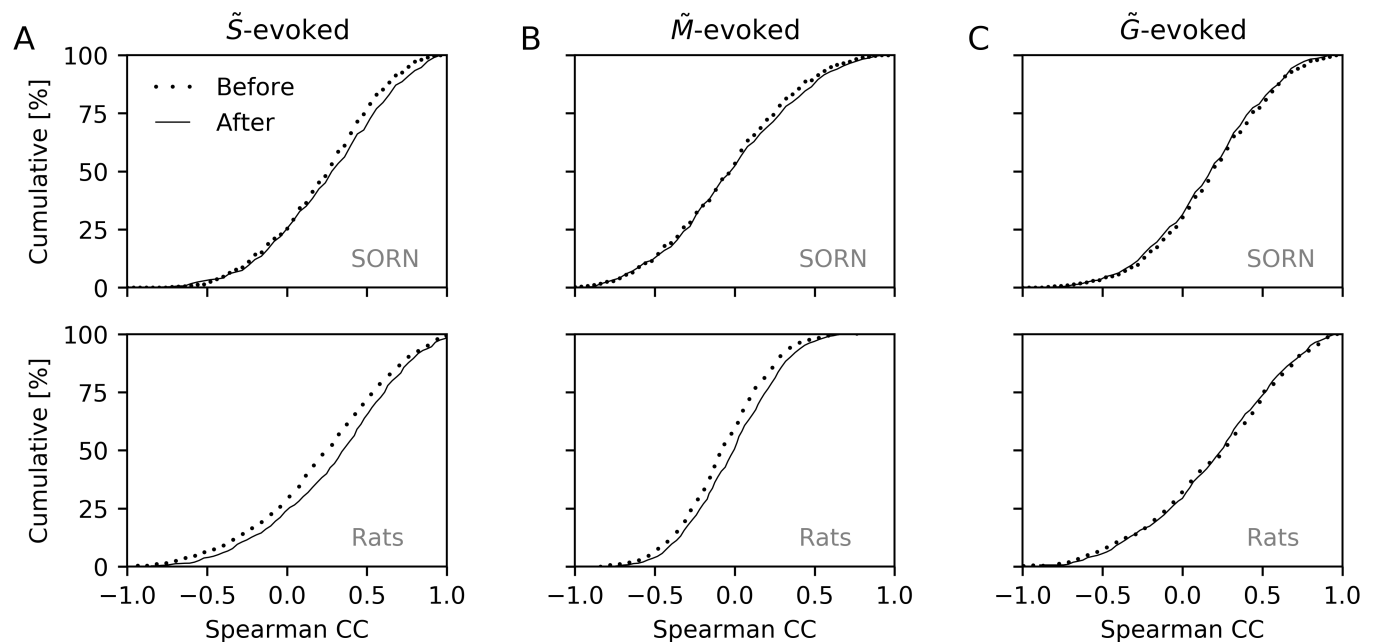 A
S̃-evoked
B
M̃-evoked
C
G̃-evoked
100
75
50
25
0
Cumulative [%]
Before
After
SORN
SORN
SORN
100
75
50
25
0
Cumulative [%]
Rats
Rats
Rats
−1.0 −0.5 0.0 0.5 1.0
−1.0 −0.5 0.0 0.5 1.0
−1.0 −0.5 0.0 0.5 1.0
Spearman CC
Spearman CC
Spearman CC